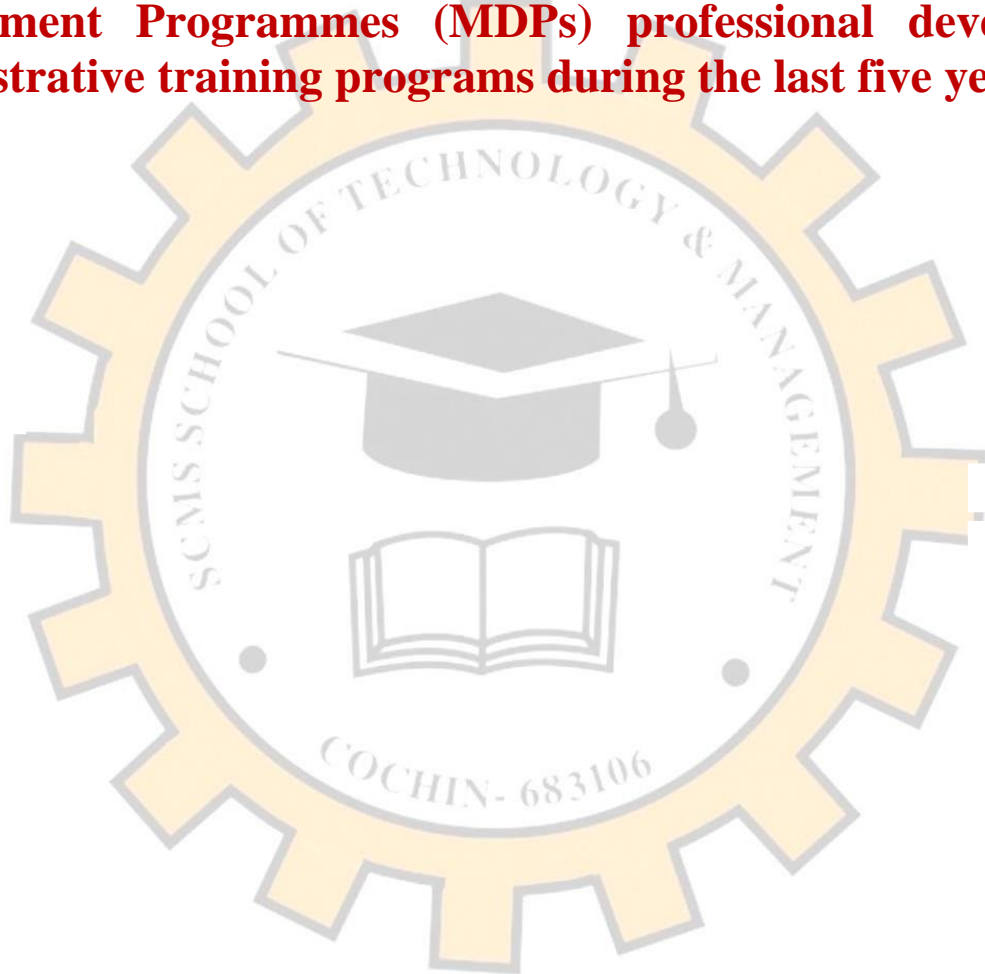 ment Programmes (MDPs) professional deve
strative training programs during the last five ye
SCMS SCHOOL OF TECHNOLOGY & MANAGEMENT
COCHIN- 683106